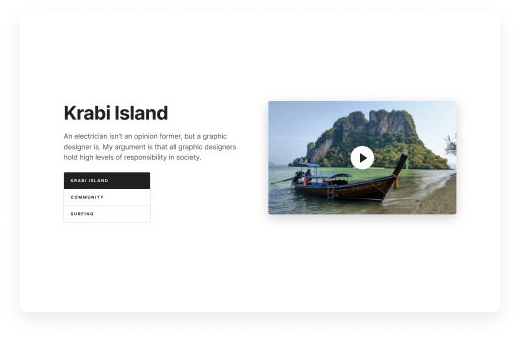 Krabi Island
An electrician isn't an opinion former, but a graphic
designer is. My argument is that all graphic designers
hold high levels of responsibility in society.
KRABI ISLAND
COMMUNITY
SURFING